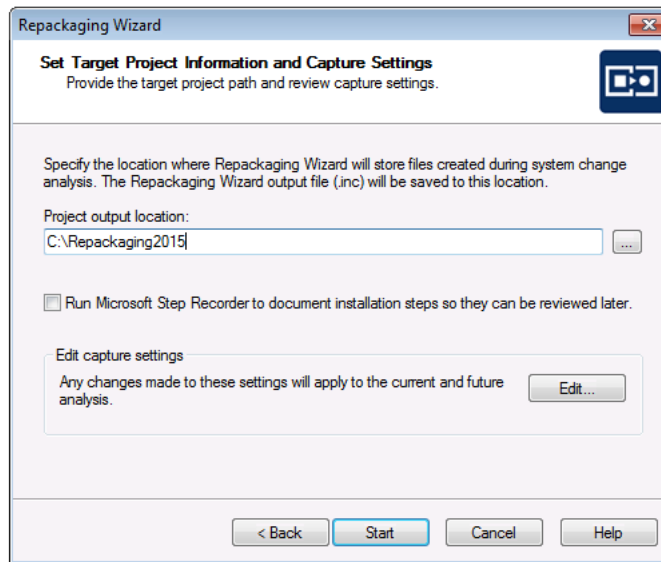 Repackaging Wizard
Set Target Project Information and Capture Settings
Provide the target project path and review capture settings.
Specify the location where Repackaging Wizard will store files created during system change
analysis. The Repackaging Wizard output file (.inc) will be saved to this location.
Project output location:
C:\Repackaging2015
...
Run Microsoft Step Recorder to document installation steps so they can be reviewed later.
Edit capture settings
Any changes made to these settings will apply to the current and future
analysis.
Edit...
< Back
Start
Cancel
Help